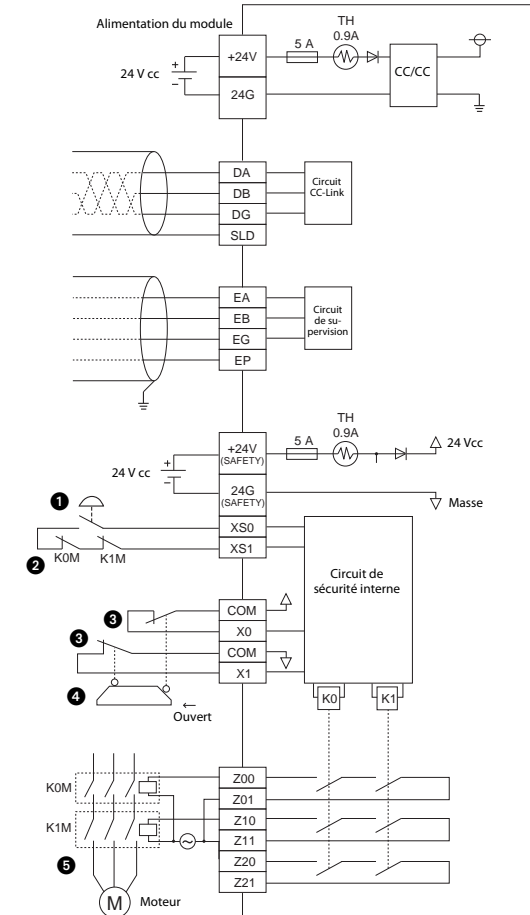 Alimentation du module
+24V
24G
24 V cc
+
−
5 A
TH
0.9A
CC/CC
DA
DB
DG
SLD
Circuit
CC-Link
EA
EB
EG
EP
Circuit
de su-
pervision
+24V
(SAFETY)
24G
(SAFETY)
24 V cc
+
−
5 A
TH
0.9A
24 Vcc
Masse
1
XS0
XS1
2
K0M
K1M
Circuit de
sécurité interne
3
COM
X0
3
COM
X1
4
←
Ouvert
K0
K1
K0M
K1M
Z00
Z01
Z10
Z11
Z20
Z21
5
M
Moteur